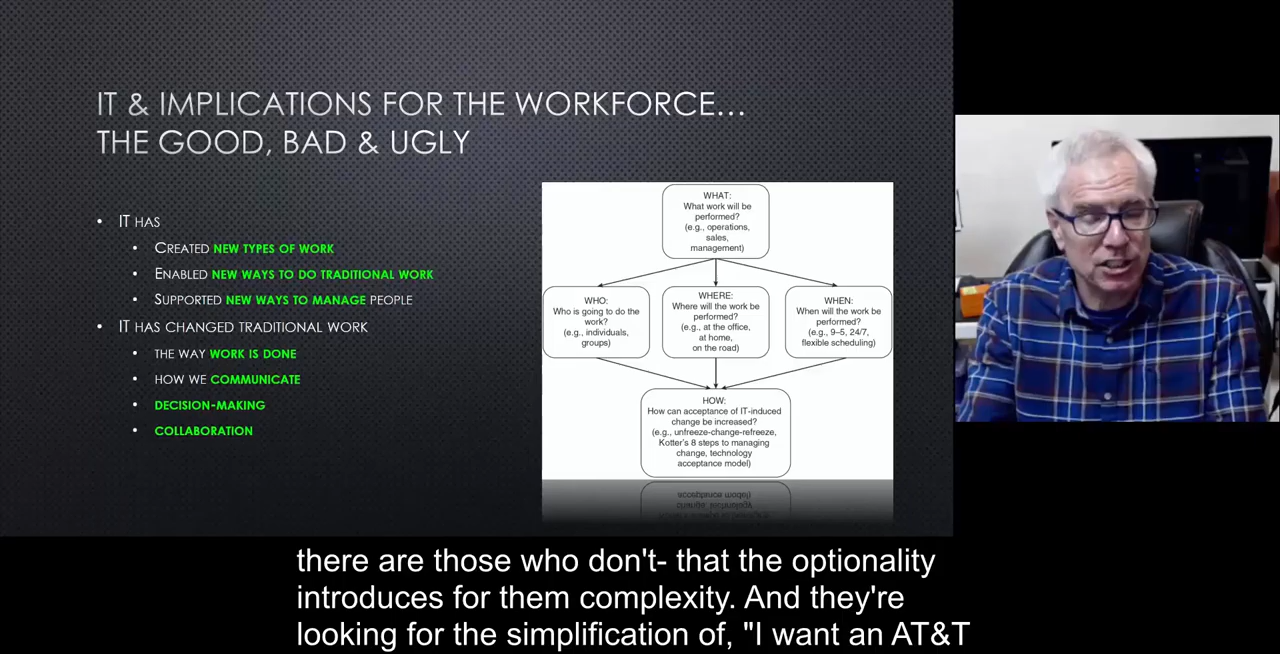 IT & IMPLICATIONS FOR THE WORKFORCE…
THE GOOD, BAD & UGLY
• IT HAS
• CREATED NEW TYPES OF WORK
• ENABLED NEW WAYS TO DO TRADITIONAL WORK
• SUPPORTED NEW WAYS TO MANAGE PEOPLE
• IT HAS CHANGED TRADITIONAL WORK
• THE WAY WORK IS DONE
• HOW WE COMMUNICATE
• DECISION-MAKING
• COLLABORATION
WHAT:
What work will be
performed?
(e.g., operations,
sales,
management)
WHO:
Who is going to do the
work?
(e.g., individuals,
groups)
WHERE:
Where will the work be
performed?
(e.g., at the office,
at home,
on the road)
WHEN:
When will the work be
performed?
(e.g., 9–5, 24/7,
flexible scheduling)
HOW:
How can acceptance of IT-induced
change be increased?
(e.g., unfreeze-change-refreeze,
Kotter's 8 steps to managing
change, technology
acceptance model)
there are those who don't- that the optionality
introduces for them complexity. And they're
looking for the simplification of, "I want an AT&T